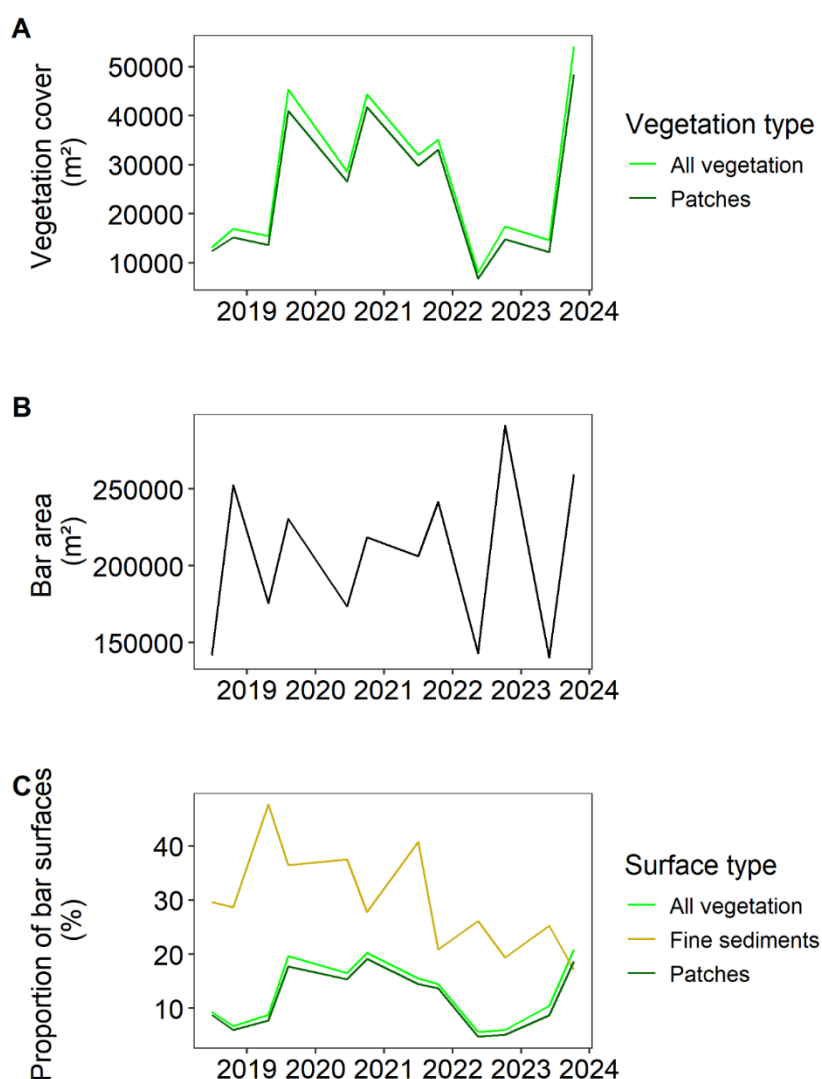 A
Vegetation cover
(m²)
50000
40000
30000
20000
10000
2019 2020 2021 2022 2023 2024
Vegetation type
All vegetation
Patches
B
Bar area
(m²)
250000
200000
150000
2019 2020 2021 2022 2023 2024
C
Proportion of bar surfaces
(%)
40
30
20
10
2019 2020 2021 2022 2023 2024
Surface type
All vegetation
Fine sediments
Patches